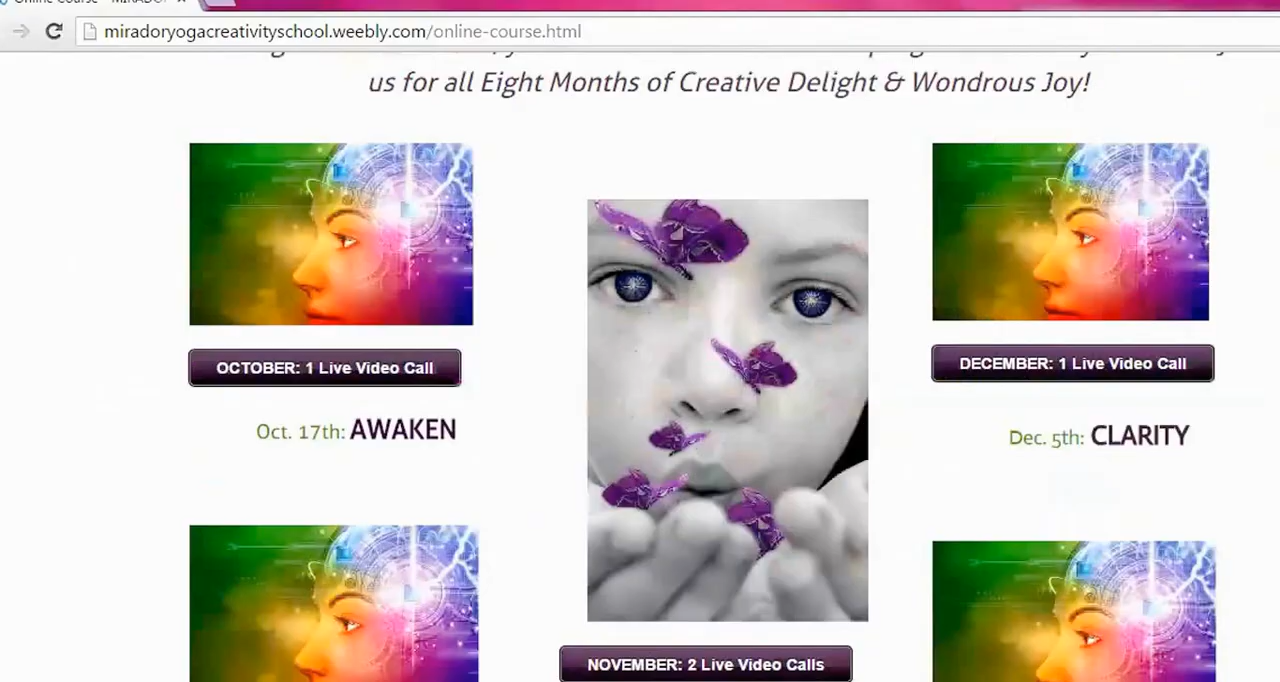 miradoryogacreativityschool.weebly.com/online-course.html
us for all Eight Months of Creative Delight & Wondrous Joy!
OCTOBER: 1 Live Video Call
DECEMBER: 1 Live Video Call
Oct. 17th: AWAKEN
Dec. 5th: CLARITY
NOVEMBER: 2 Live Video Calls